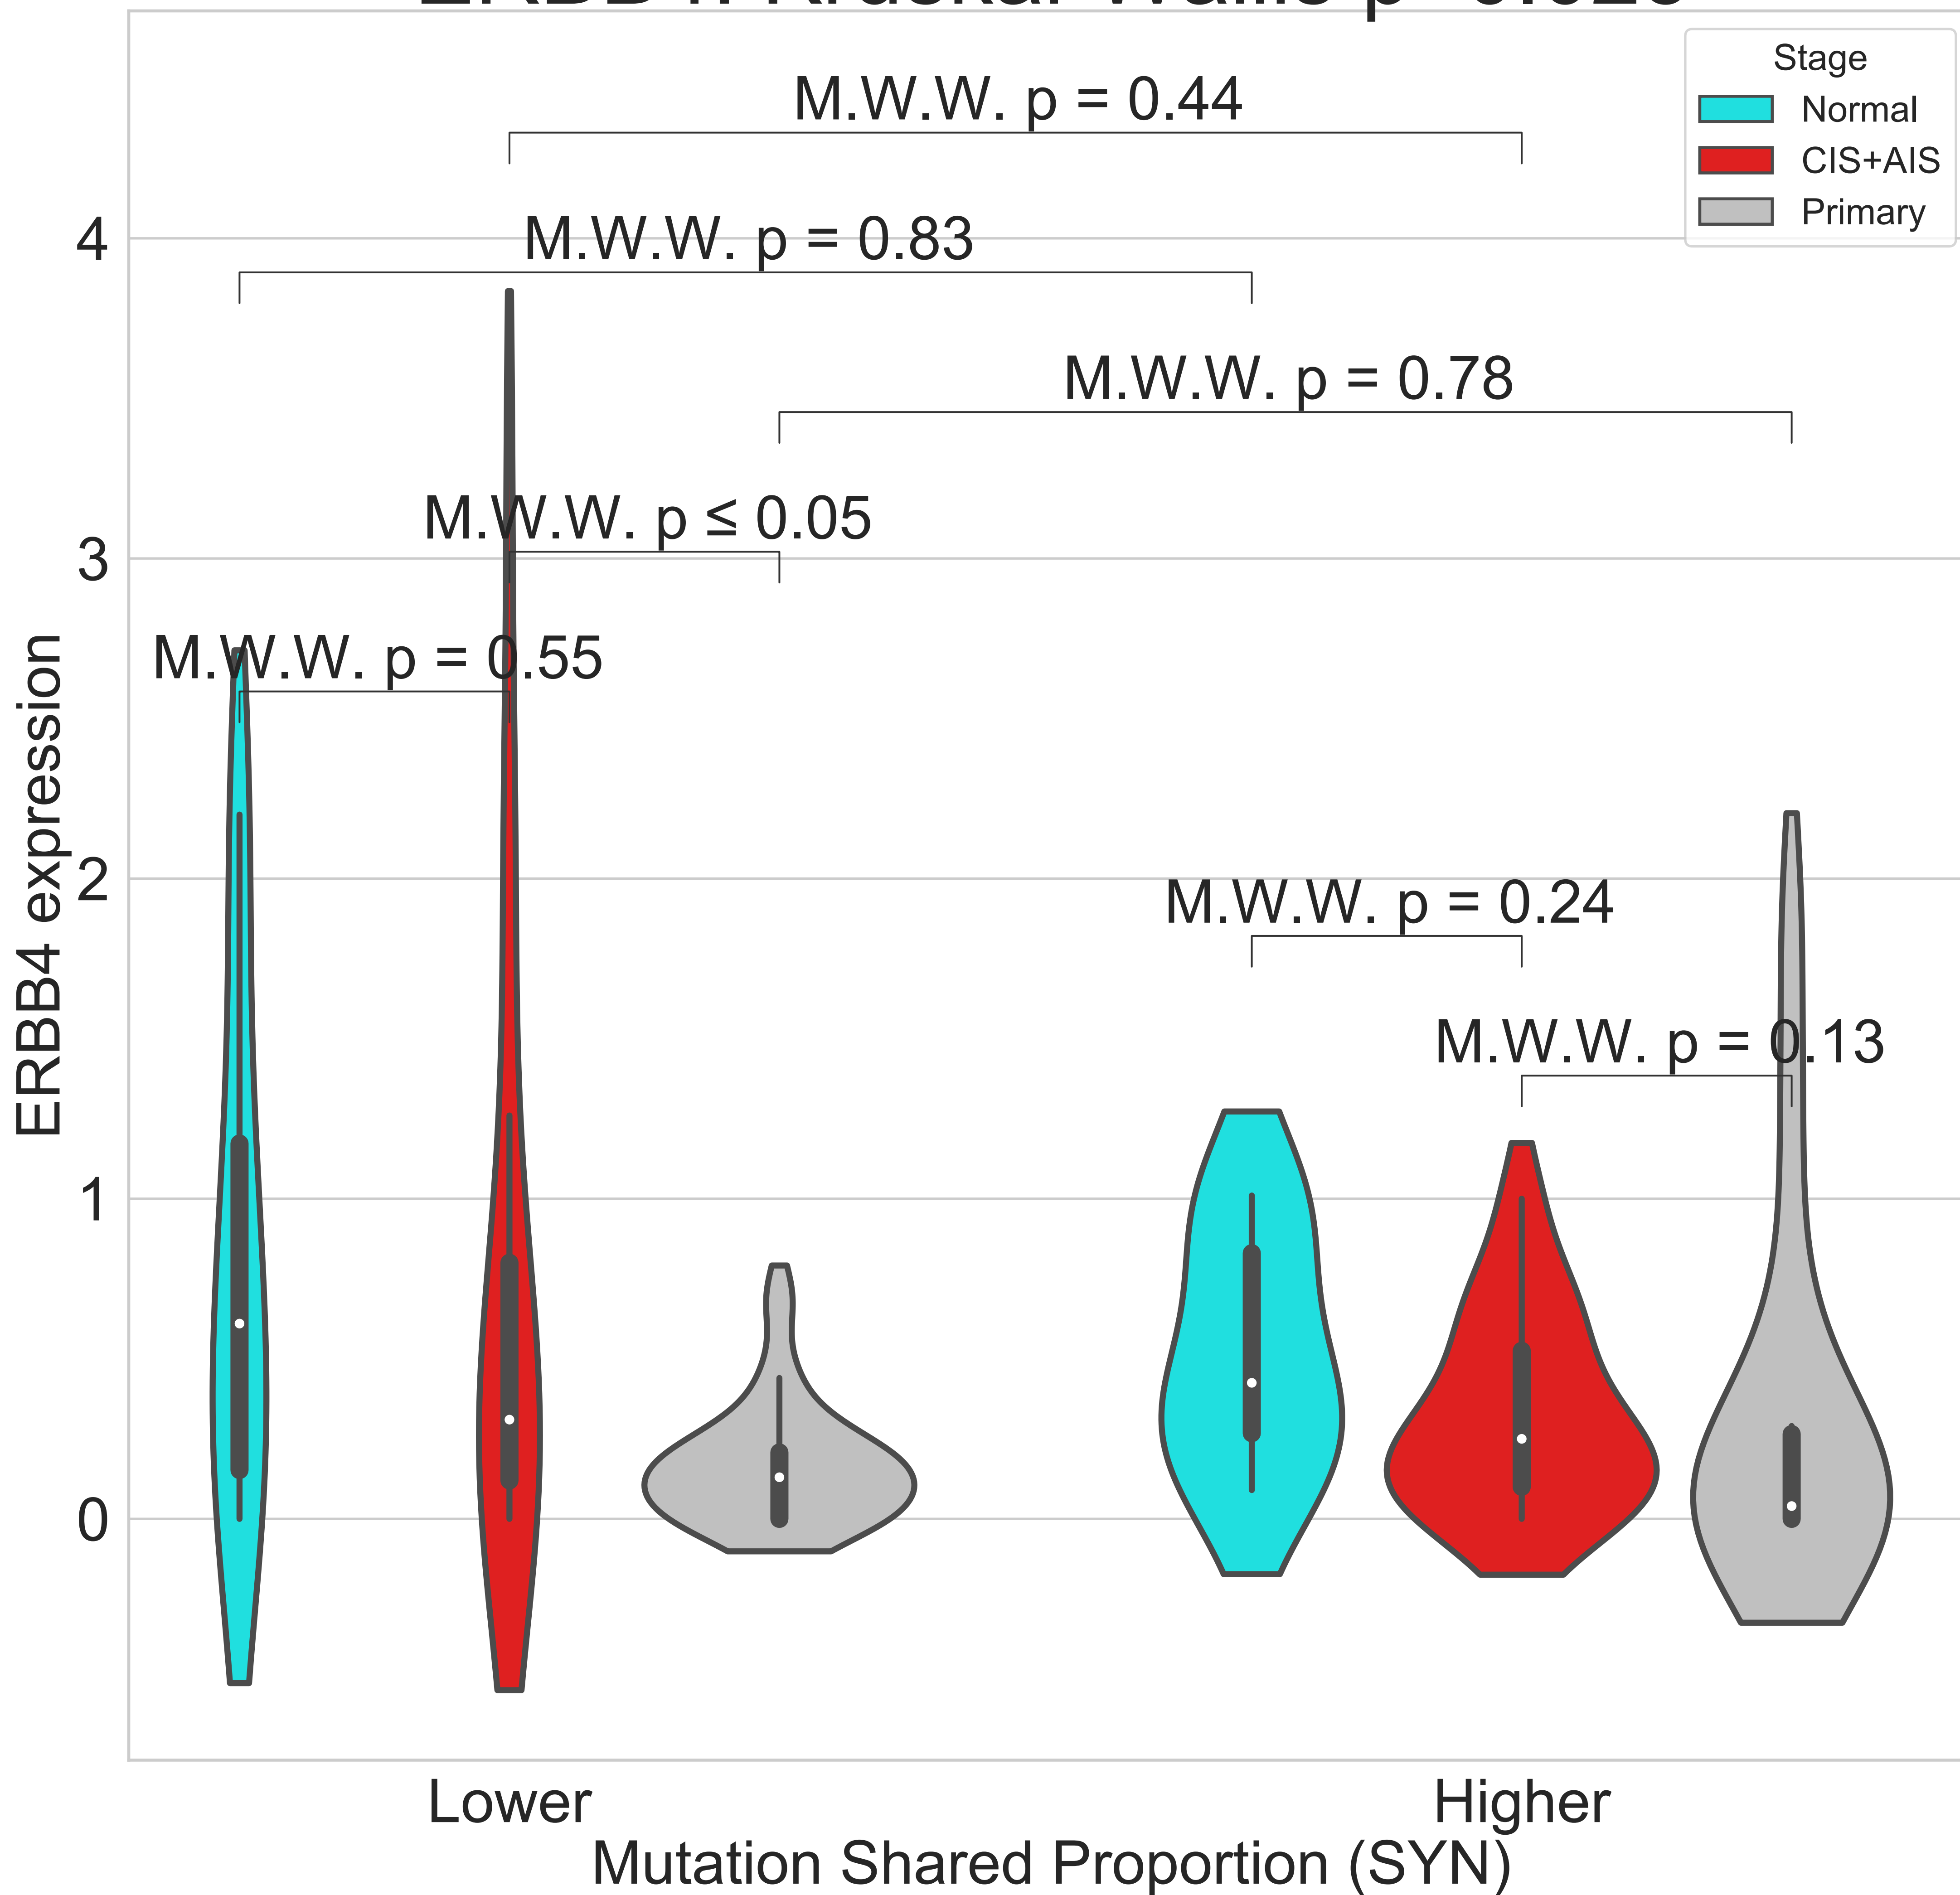 M.W.W. p = 0.44
Stage
Normal
CIS+AIS
Primary
4
M.W.W. p = 0.83
M.W.W. p = 0.78
M.W.W. p ≤ 0.05
3
M.W.W. p = 0.55
ERBB4 expression
2
M.W.W. p = 0.24
M.W.W. p = 0.13
1
0
Lower
Higher
Mutation Shared Proportion (SYN)